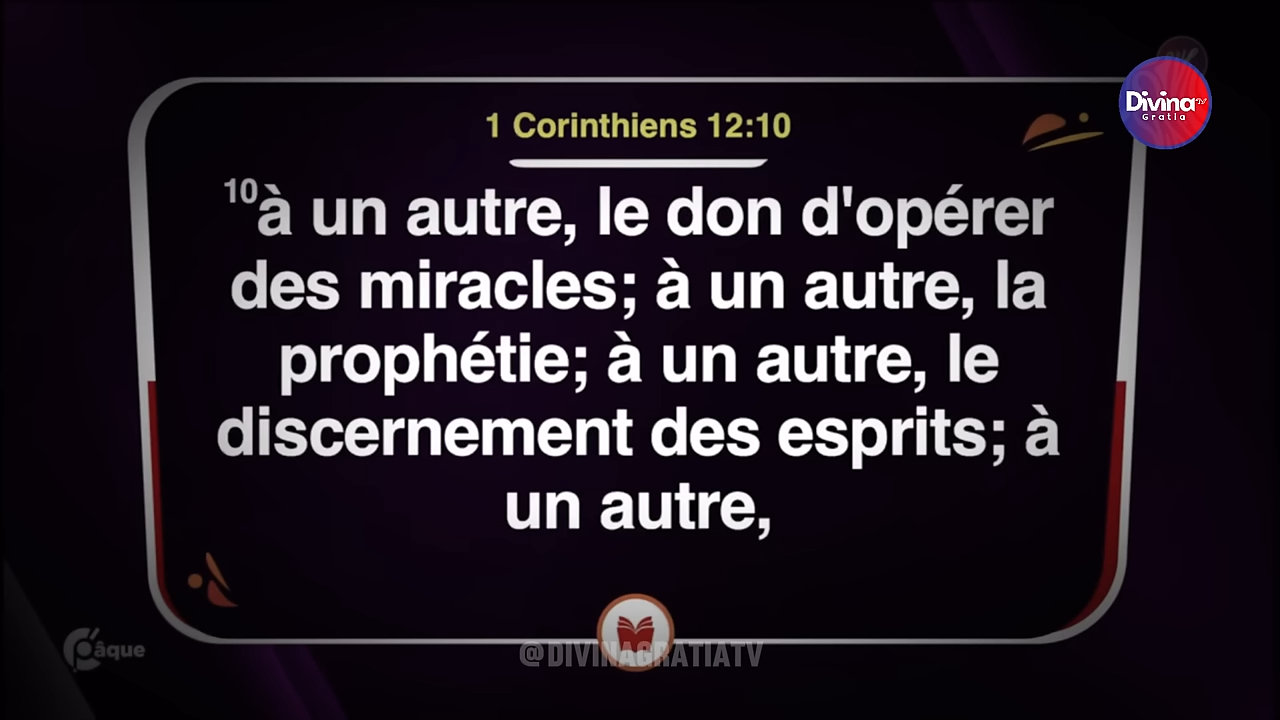 Divina TV
Gratia
1 Corinthiens 12:10
10à un autre, le don d'opérer
des miracles; à un autre, la
prophétie; à un autre, le
discernement des esprits; à
un autre,
Pâque
@DIVINAGRATIATV